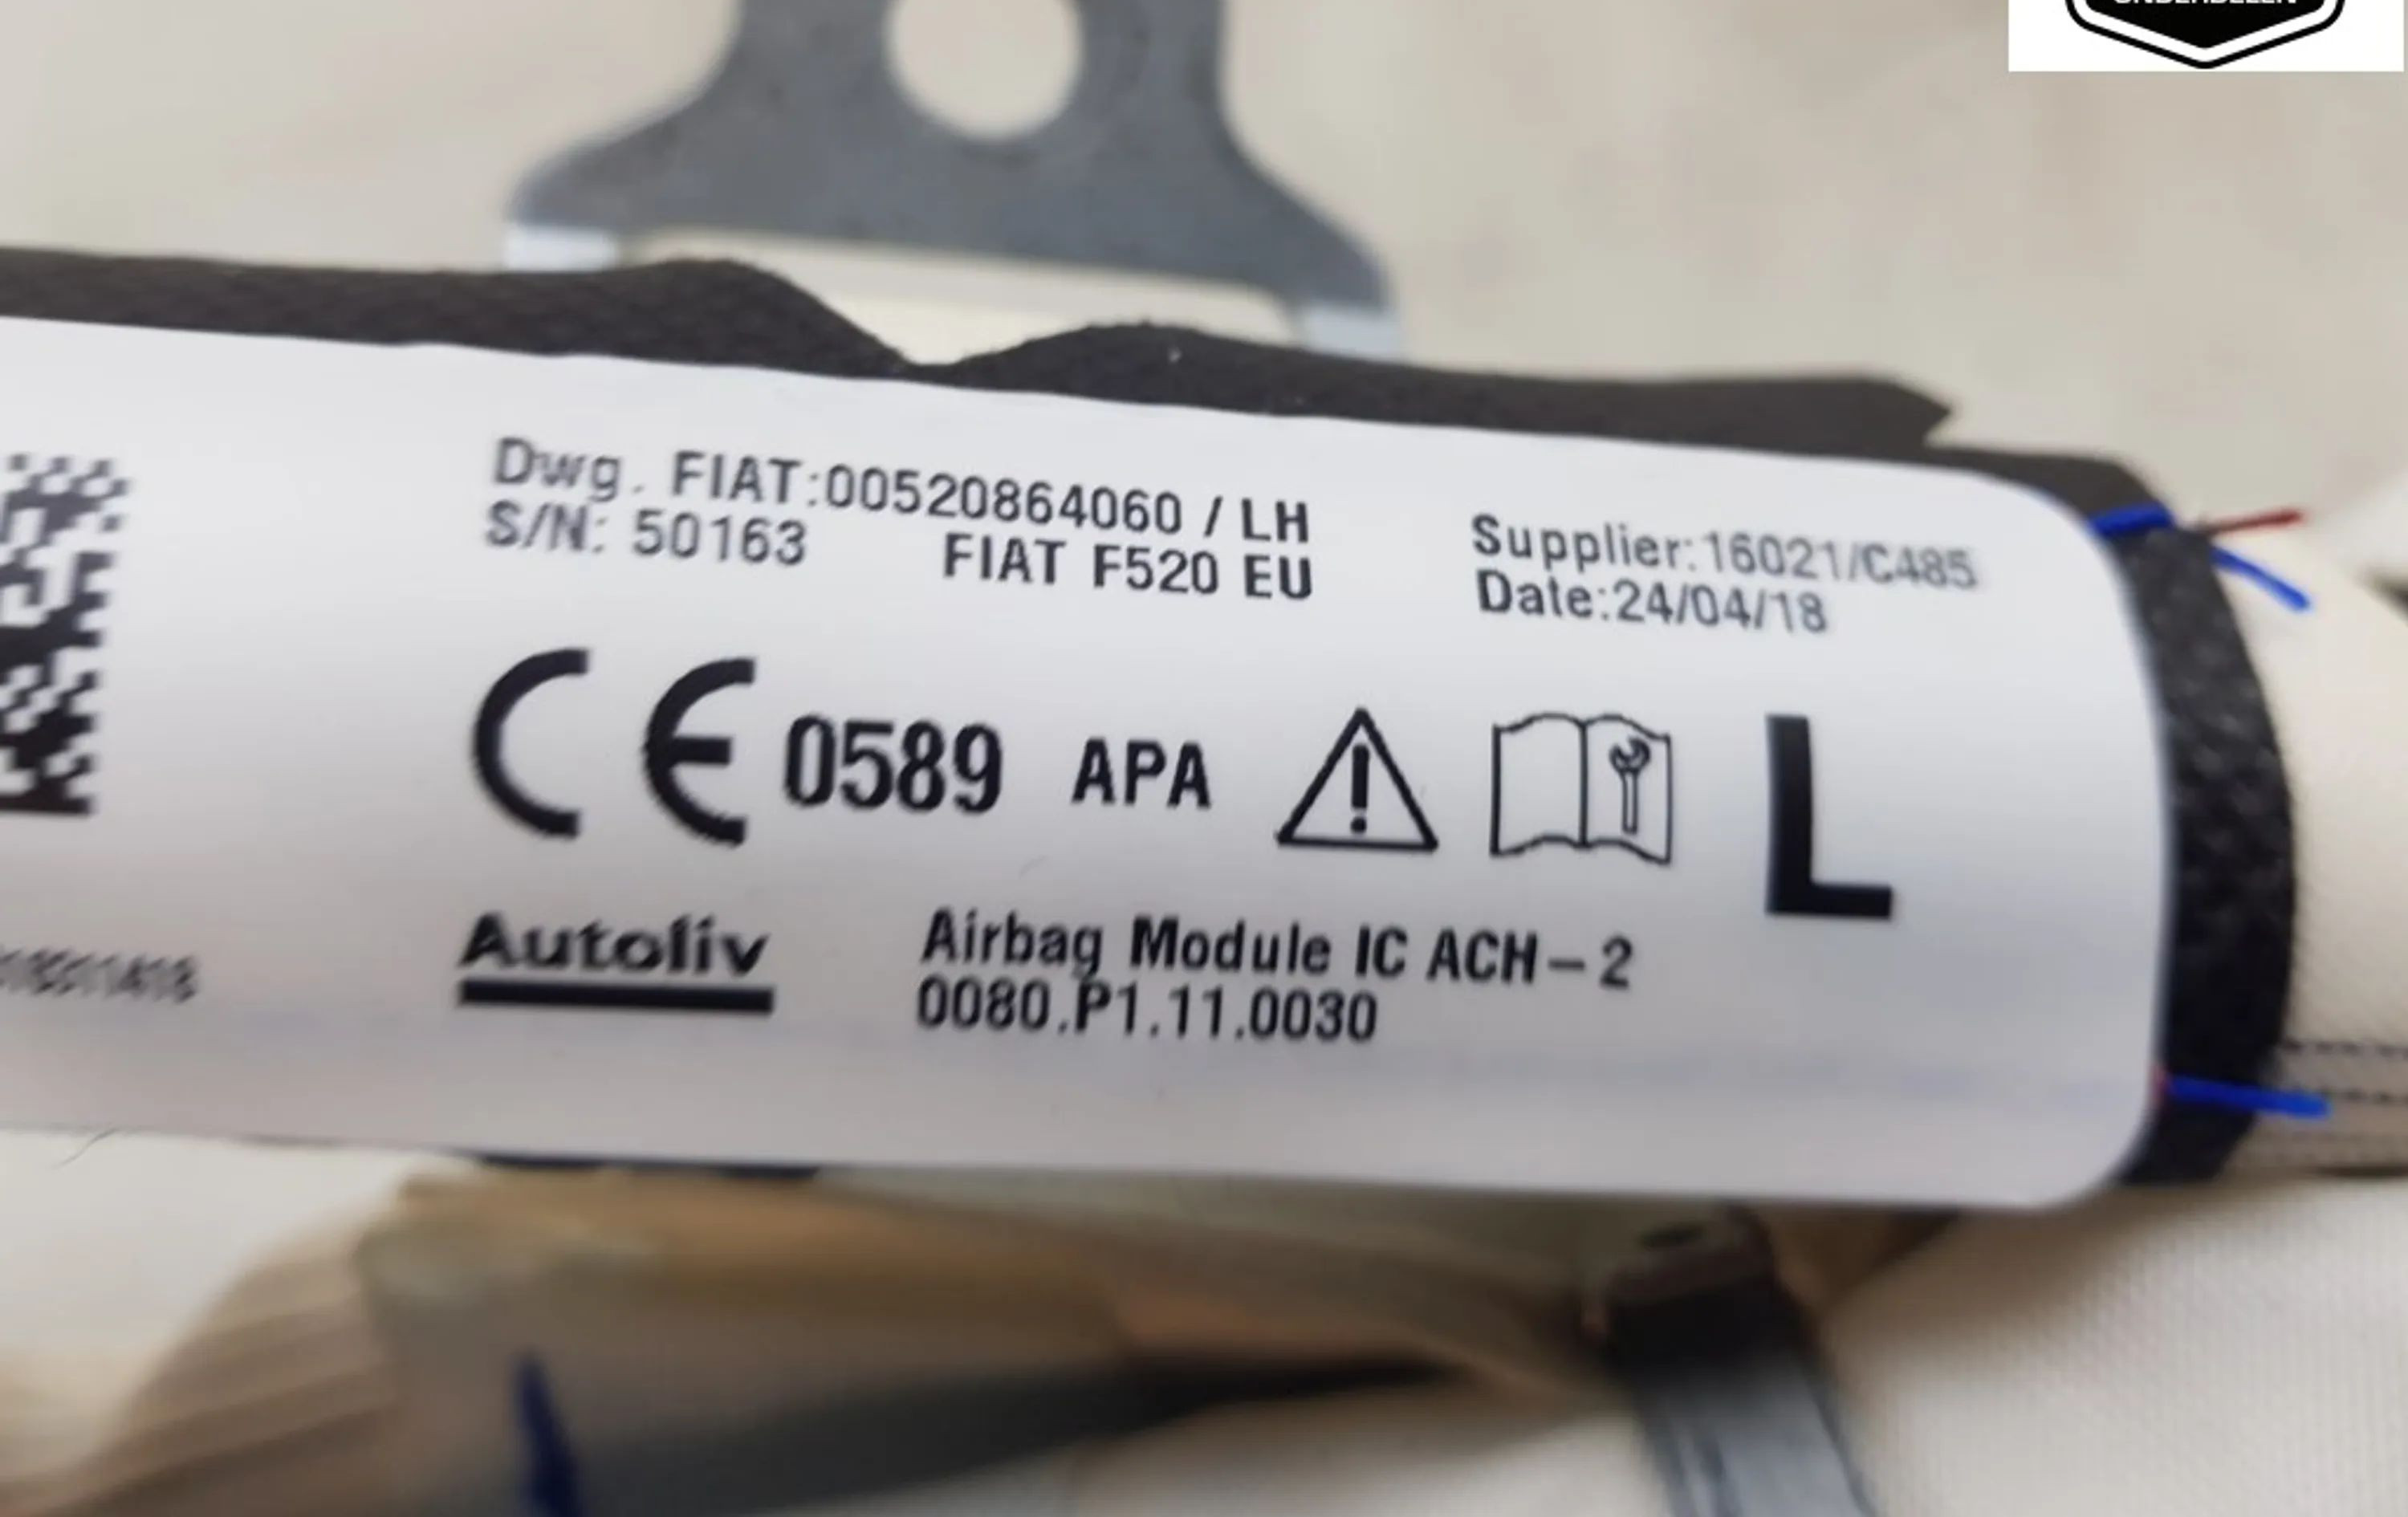 Dwg. FIAT:00520864060 / LH
S/N: 50163 FIAT F520 EU
Supplier:16021/C485
Date:24/04/18
CE 0589 APA L
Autoliv
Airbag Module IC ACH-2
0080.P1.11.0030